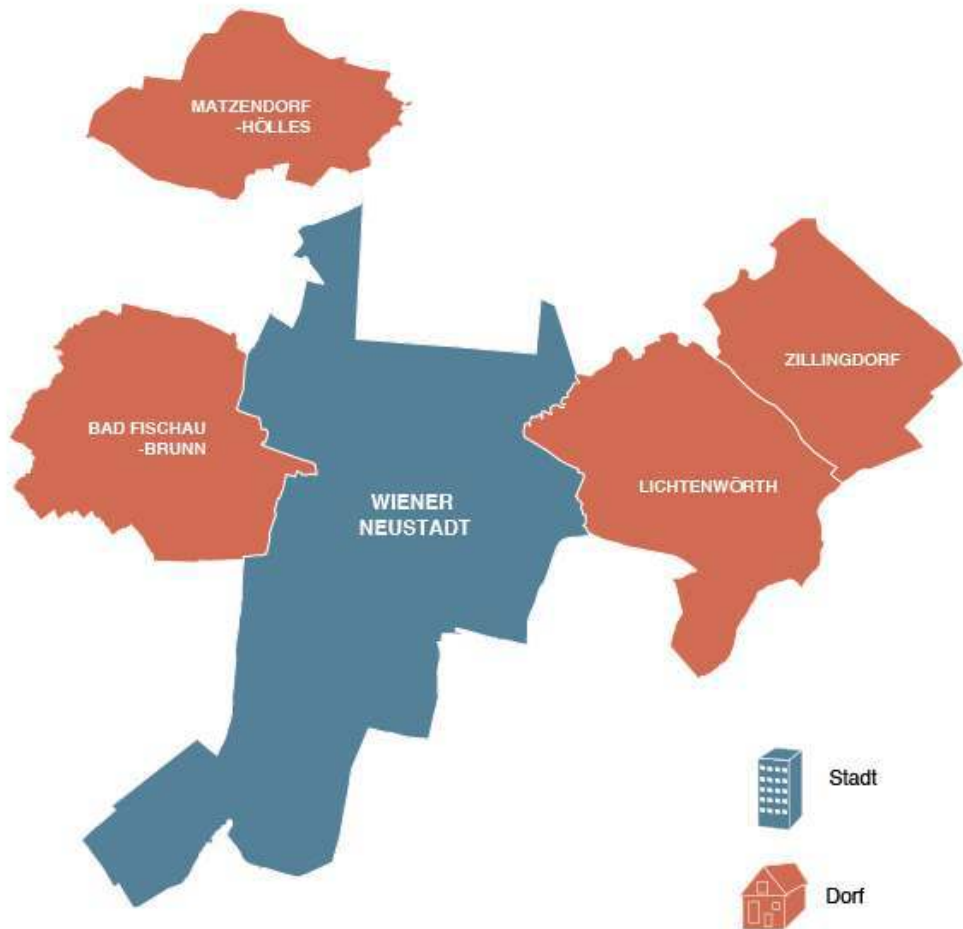 MATZENDORF
-HÖLLES
ZILLINGDORF
BAD FISCHAU
-BRUNN
LICHTENWÖRTH
WIENER
NEUSTADT
Stadt
Dorf